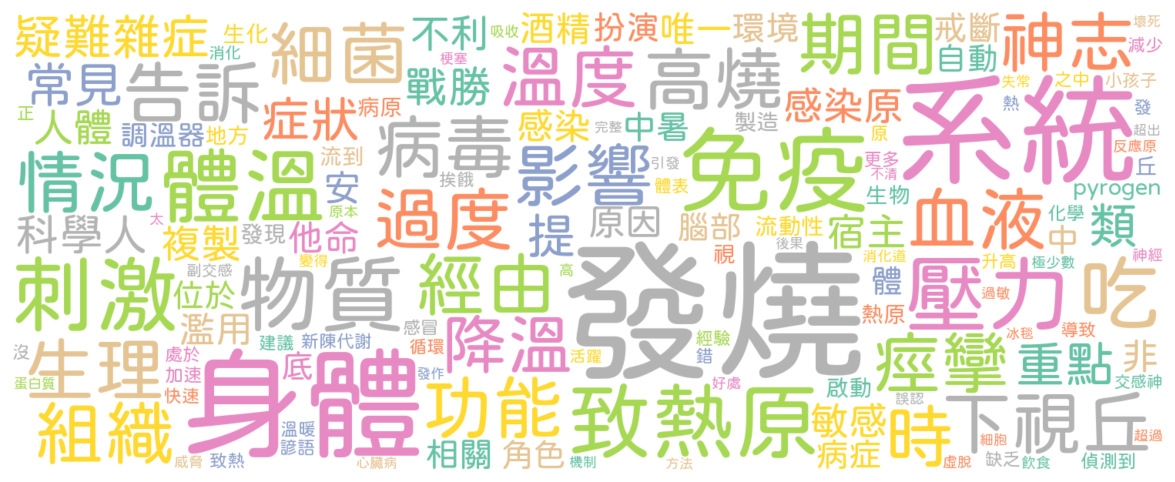 疑難雜症
生化
消化
細菌
不利
吸收
梗塞
酒精
扮演
唯一
環境
期間
戒斷
自動
神志
壞死
減少
常見
告訴
戰勝
溫度
高燒
失常
之中
小孩子
系統
正
人體
調溫器
地方
症狀
病原
病毒
感染
完整
中暑
製造
感染原
熱
發
超出
原
反應原
情況
體溫
流到
安
挨餓
影響
引發
體表
免疫
更多
不清
生物
丘
pyrogen
科學人
太
複製
發現
原本
他命
變得
過度
提
原因
腦部
視
流動性
後果
宿主
消化道
血液
中
化學
類
刺激
副交感
位於
物質
經由
高
發燒
體
熱原
升高
極少數
過敏
壓力
神經
吃
沒
生理
濫用
建議
新陳代謝
感冒
循環
降溫
活躍
經驗
錯
冰毯
導致
蛋白質
處於
加速
快速
底
身體
發作
功能
致熱原
好處
啟動
痙攣
重點
非
交感神
組織
溫暖
諺語
威脅
致熱
心臟病
相關
角色
機制
方法
敏感
病症
誤認
時
虛脫
下視丘
細胞
缺乏
飲食
偵測到
超過